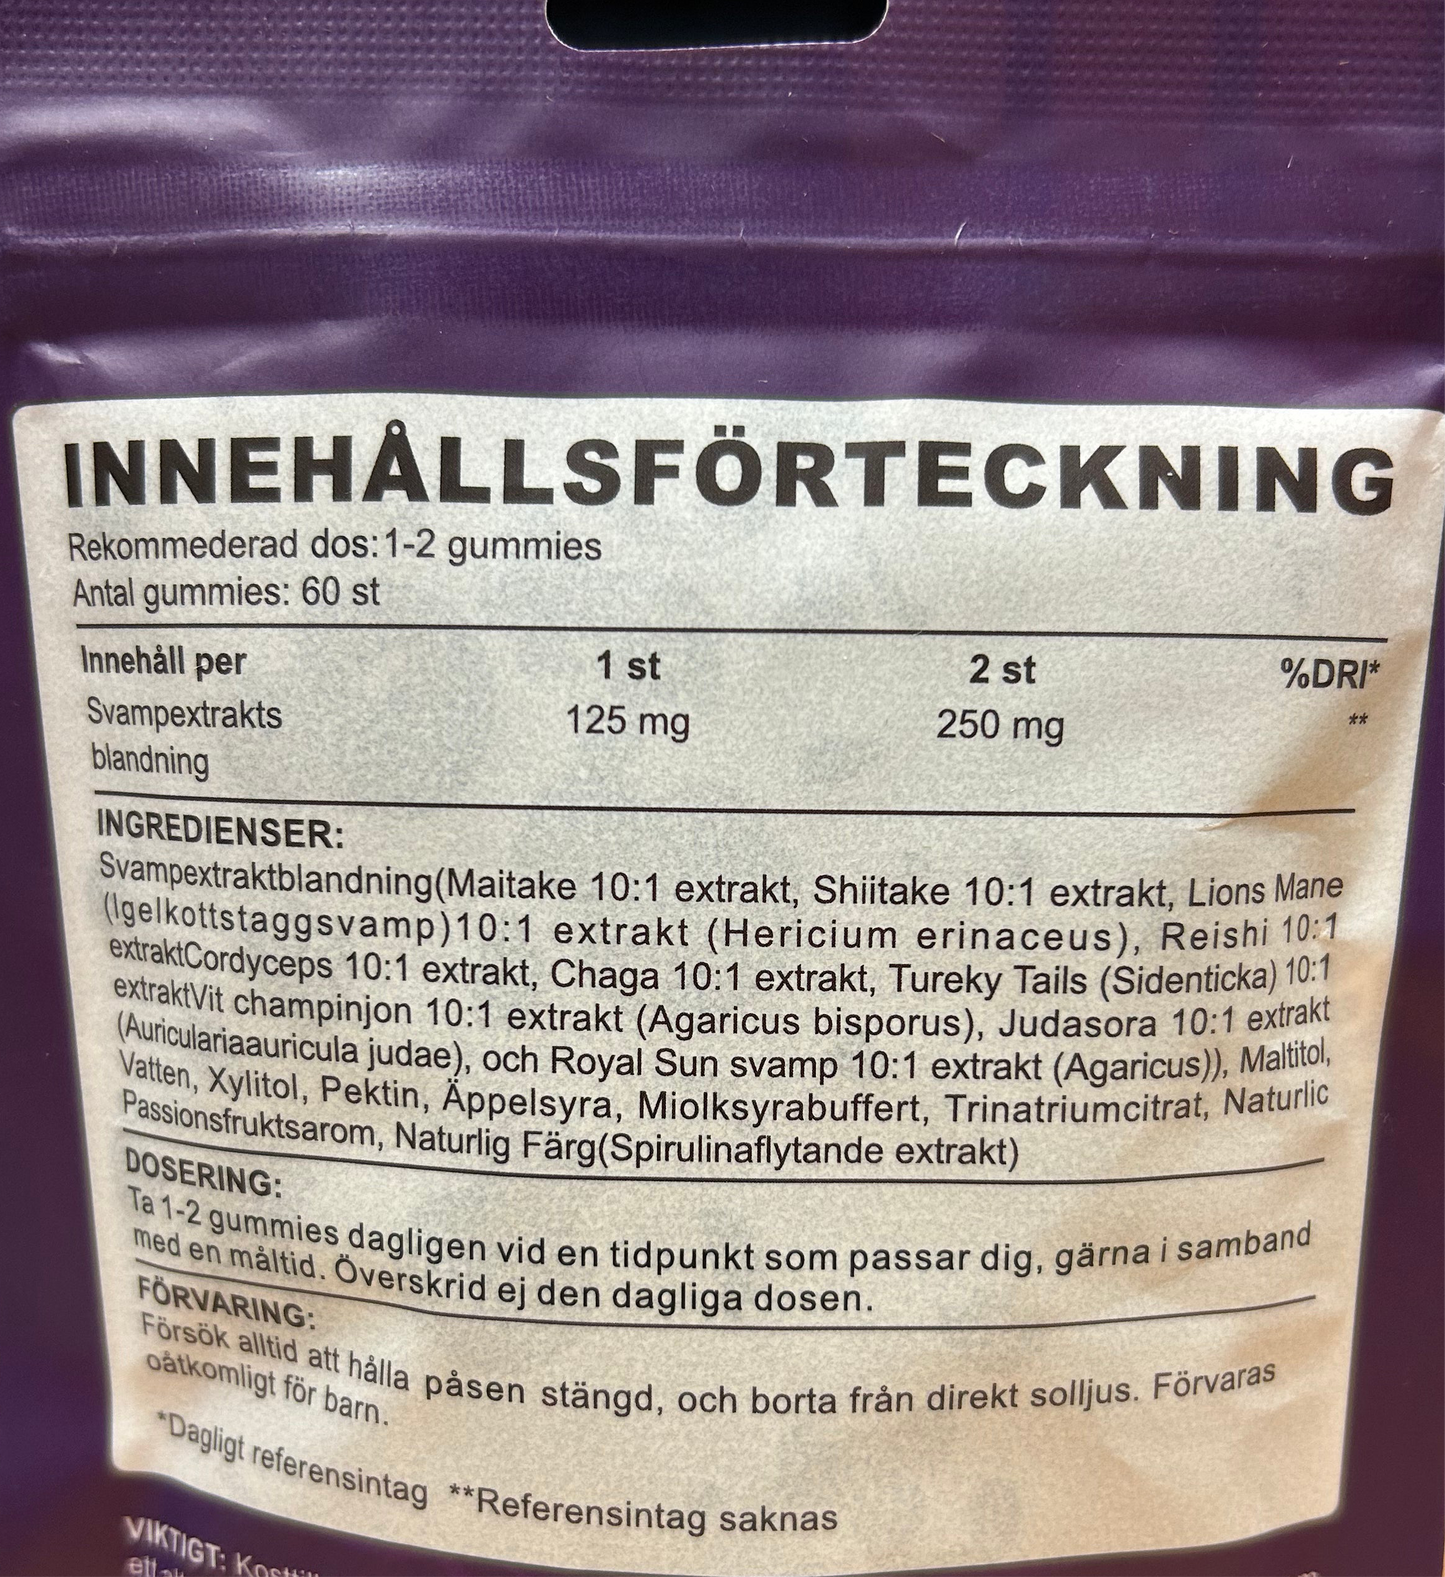 INNEHÅLLSFÖRTECKNING
Rekommederad dos:1-2 gummies
Antal gummies: 60 st
Innehåll per 1 st 2 st %DRI*
Svampextrakts 125 mg 250 mg **
blandning
INGREDIENSER:
Svampextraktblandning(Maitake 10:1 extrakt, Shiitake 10:1 extrakt, Lions Mane
(Igelkottstaggsvamp)10:1 extrakt (Hericium erinaceus), Reishi 10:1
extraktCordyceps 10:1 extrakt, Chaga 10:1 extrakt, Tureky Tails (Sidenticka) 10:1
extraktVit champinjon 10:1 extrakt (Agaricus bisporus), Judasora 10:1 extrakt
(Auriculariaauricula judae), och Royal Sun svamp 10:1 extrakt (Agaricus)), Maltitol,
Vatten, Xylitol, Pektin, Äppelsyra, Miolksyrabuffert, Trinatriumcitrat, Naturlic
Passionsfruktsarom, Naturlig Färg(Spirulinaflytande extrakt)
DOSERING:
Ta 1-2 gummies dagligen vid en tidpunkt som passar dig, gärna i samband
med en måltid. Överskrid ej den dagliga dosen.
FÖRVARING:
Försök alltid att hålla påsen stängd, och borta från direkt solljus. Förvaras
oåtkomligt för barn.
*Dagligt referensintag **Referensintag saknas
VIKTIGT: